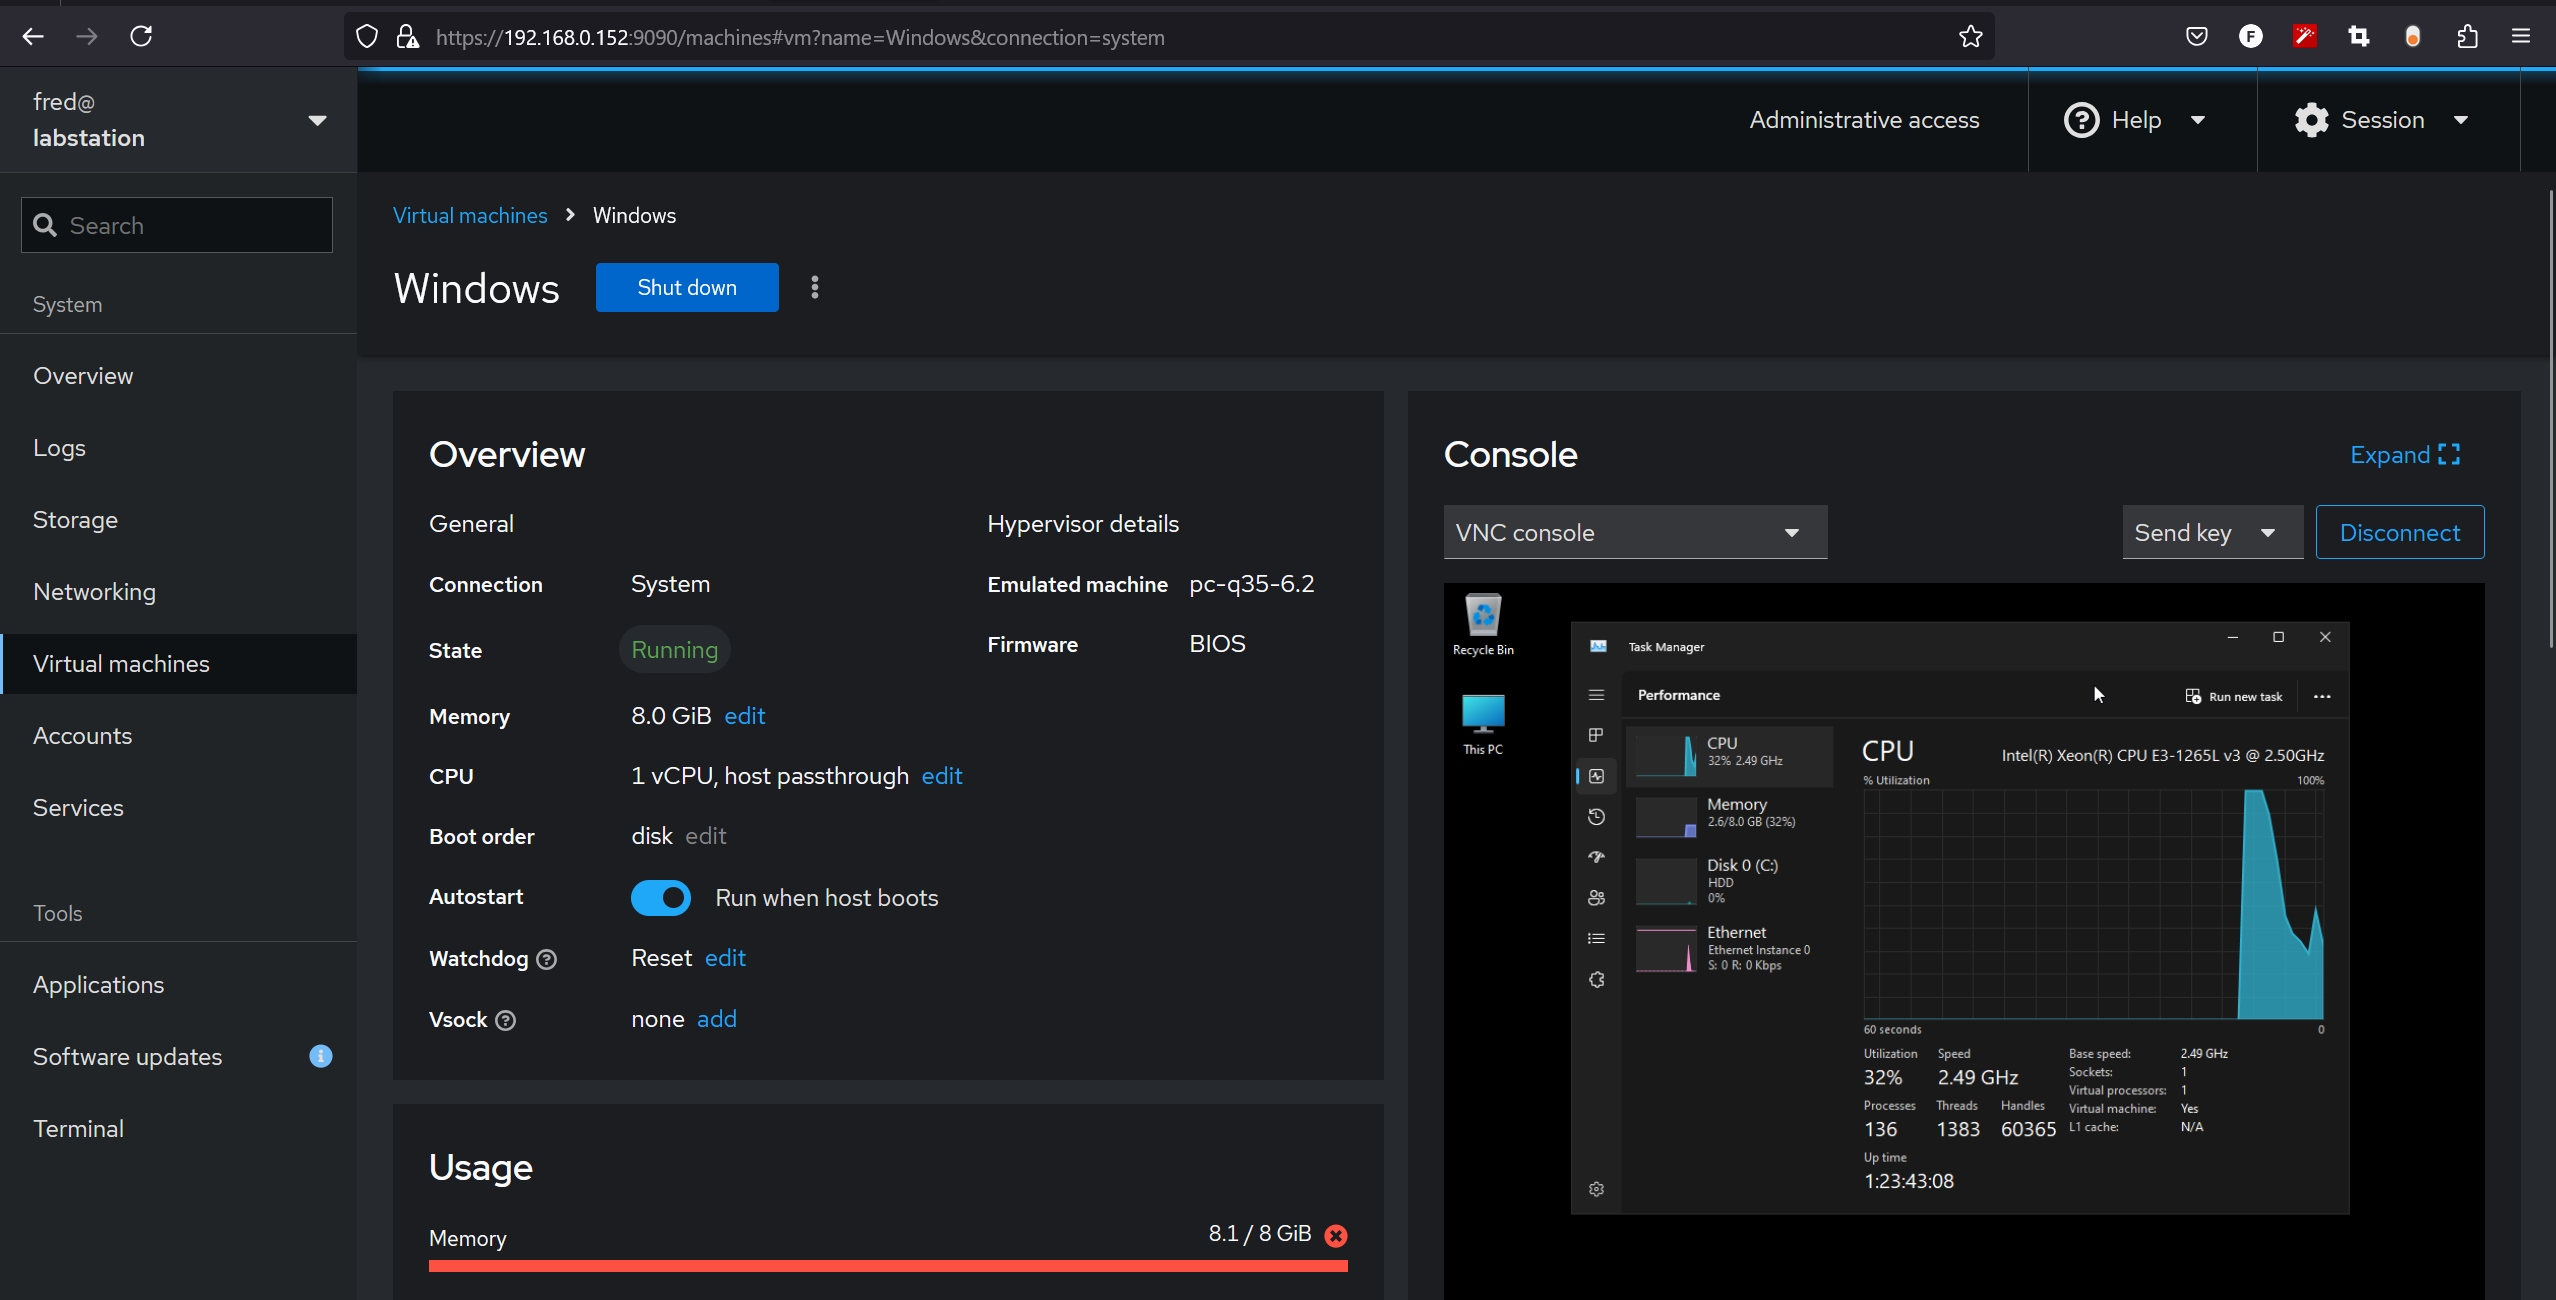 https://192.168.0.152:9090/machines#vm?name=Windows&connection=system
F
fred@
labstation
Administrative access
Help
Session
Search
System
Overview
Logs
Storage
Networking
Virtual machines
Accounts
Services
Tools
Applications
Software updates
Terminal
Virtual machines > Windows
Windows
Shut down
Overview
General
Connection System
State Running
Memory 8.0 GiB edit
CPU 1 vCPU, host passthrough edit
Boot order disk edit
Autostart Run when host boots
Watchdog Reset edit
Vsock none add
Hypervisor details
Emulated machine pc-q35-6.2
Firmware BIOS
Usage
Memory 8.1 / 8 GiB
Console
Expand
VNC console
Send key
Disconnect
Recycle Bin
This PC
Task Manager
Performance
Run new task
CPU
32% 2.49 GHz
Memory
2.6/8.0 GB (32%)
Disk 0 (C:)
HDD
0%
Ethernet
Ethernet Instance 0
S: 0 R: 0 Kbps
CPU Intel(R) Xeon(R) CPU E3-1265L v3 @ 2.50GHz
% Utilization 100%
60 seconds 0
Utilization Speed
32% 2.49 GHz
Processes Threads Handles
136 1383 60365
Up time
1:23:43:08
Base speed: 2.49 GHz
Sockets: 1
Virtual processors: 1
Virtual machine: Yes
L1 cache: N/A